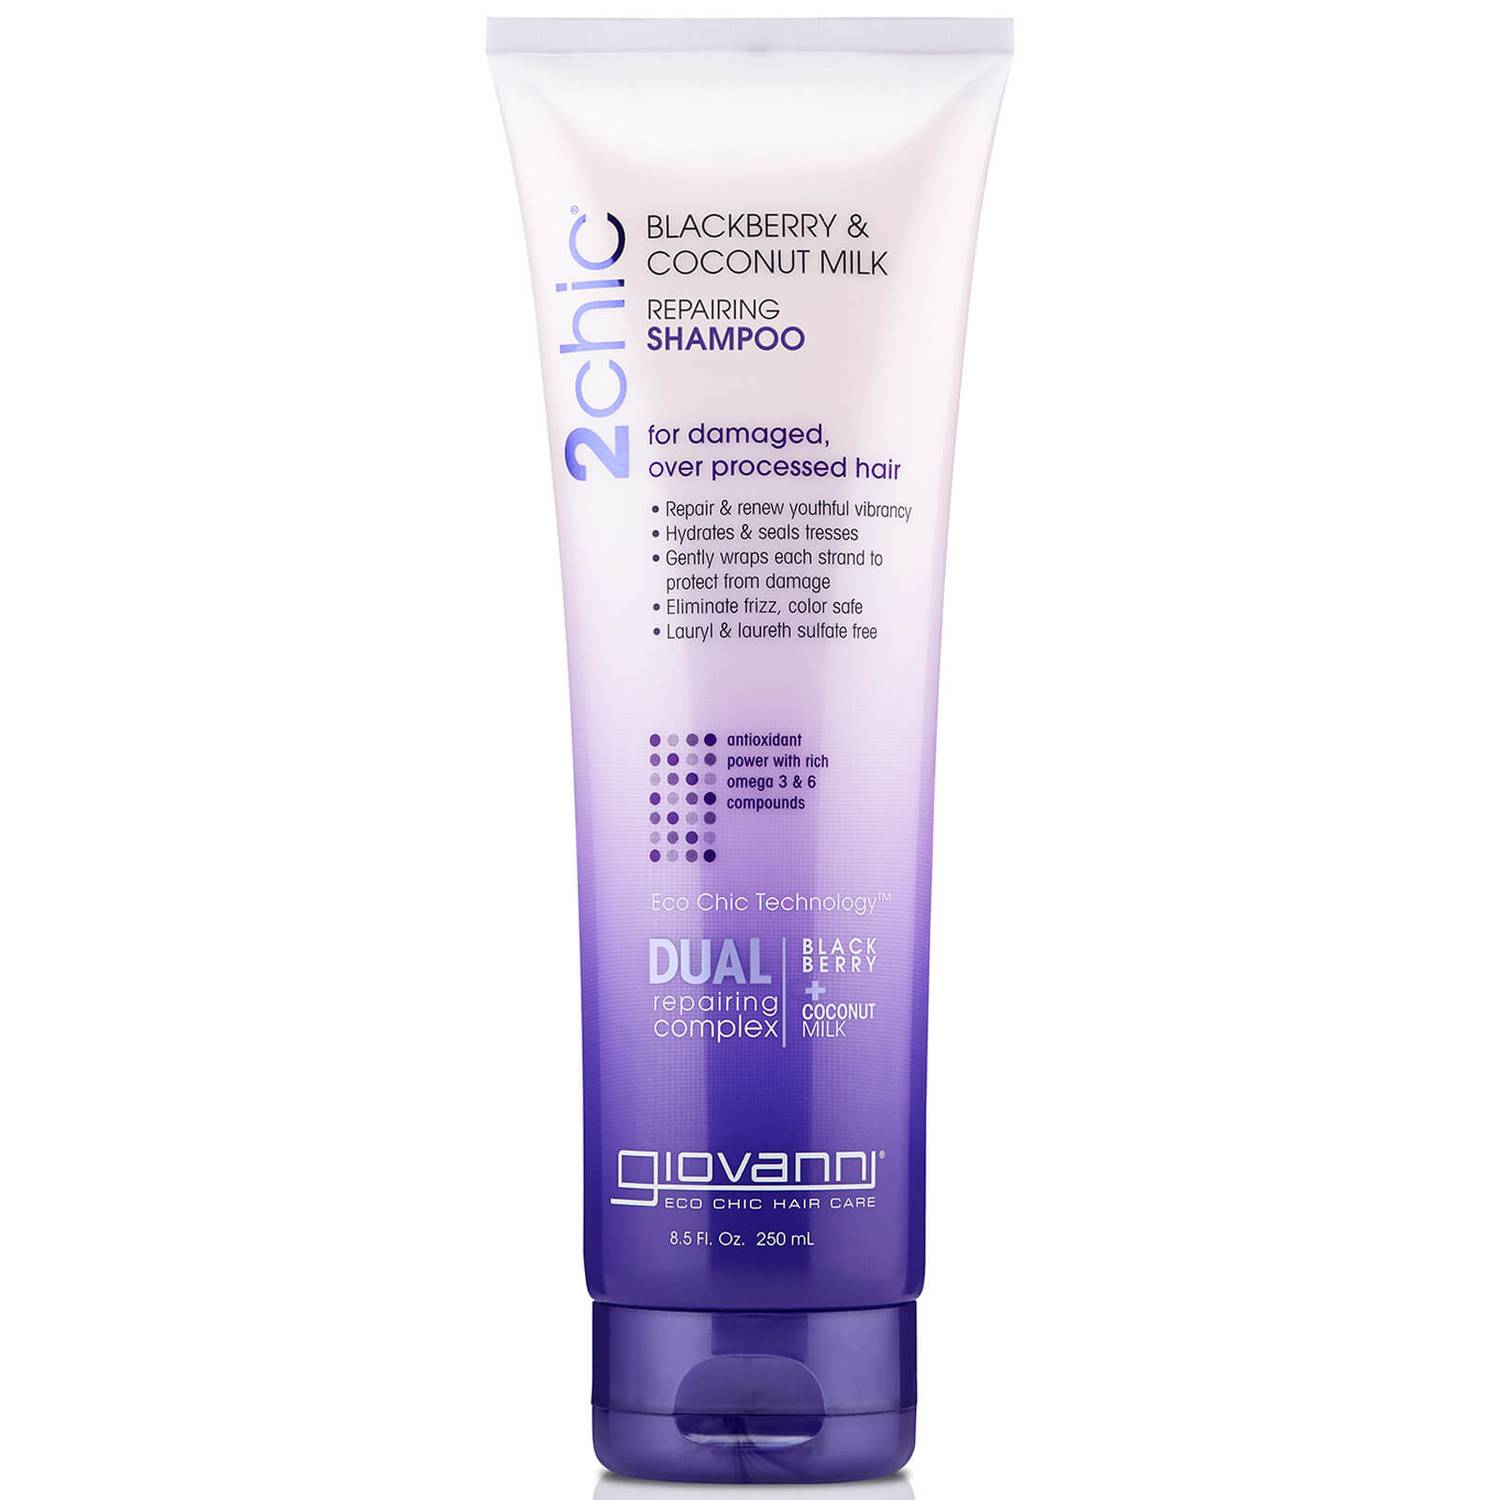 2chic®
BLACKBERRY &
COCONUT MILK
REPAIRING
SHAMPOO
for damaged,
over processed hair
• Repair & renew youthful vibrancy
• Hydrates & seals tresses
• Gently wraps each strand to
protect from damage
• Eliminate frizz, color safe
• Lauryl & laureth sulfate free
antioxidant
power with rich
omega 3 & 6
compounds
Eco Chic Technology™
DUAL
repairing
complex
BLACK
BERRY
+
COCONUT
MILK
giovanni®
ECO CHIC HAIR CARE
8.5 Fl. Oz. 250 mL